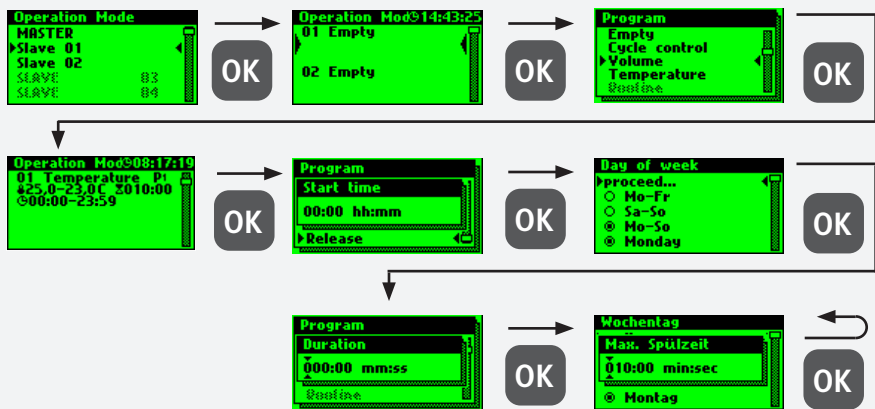 Operation Mode
MASTER
Slave 01
Slave 02
SLAVE 03
SLAVE 04
OK
Operation Mod 14:43:25
01 Empty
02 Empty
OK
Program
Empty
Cycle control
Volume
Temperature
Routine
OK
Operation Mod 08:17:19
01 Temperature P1
25,0-23,0C 010:00
00:00-23:59
OK
Program
Start time
00:00 hh:mm
Release
OK
Day of week
proceed...
Mo-Fr
Sa-So
Mo-So
Monday
OK
Program
Duration
000:00 mm:ss
Routine
OK
Wochentag
Max. Spülzeit
010:00 min:sec
Montag
OK